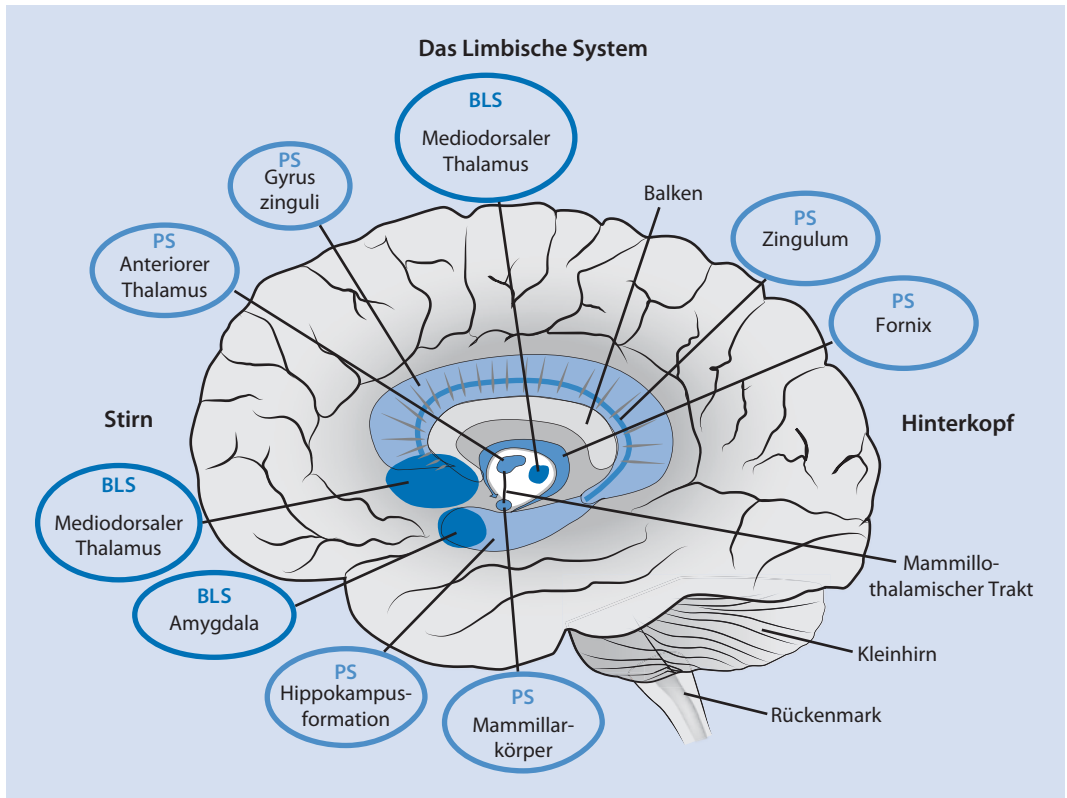 Das Limbische System
BLS
Mediodorsaler
Thalamus
PS
Gyrus
zinguli
Balken
PS
Zingulum
PS
Anteriorer
Thalamus
PS
Fornix
Stirn
Hinterkopf
BLS
Mediodorsaler
Thalamus
Mammillo-
thalamischer Trakt
BLS
Amygdala
Kleinhirn
PS
Hippokampus-
formation
PS
Mammillar-
körper
Rückenmark